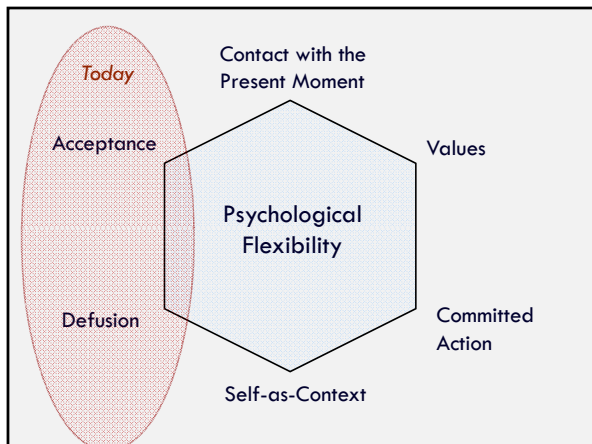 Today
Contact with the
Present Moment
Acceptance
Values
Psychological
Flexibility
Defusion
Committed
Action
Self-as-Context